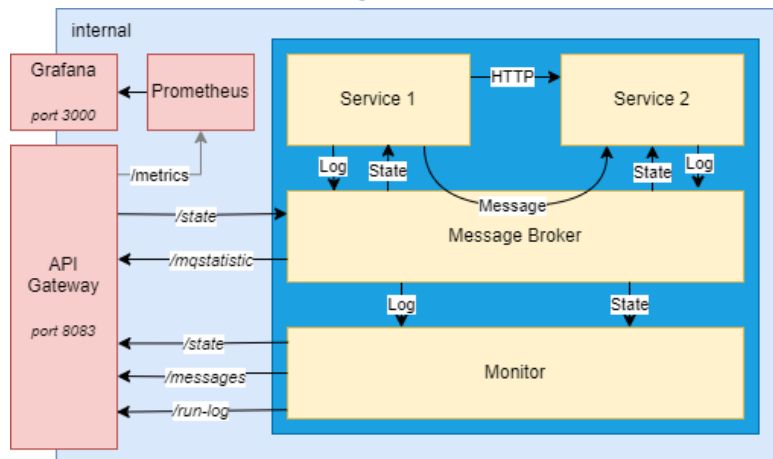 internal
Grafana
port 3000
Prometheus
Service 1
HTTP
Service 2
Log
State
State
Log
/metrics
Message
/state
Message Broker
/mqstatistic
API
Gateway
port 8083
Log
State
/state
/messages
Monitor
/run-log